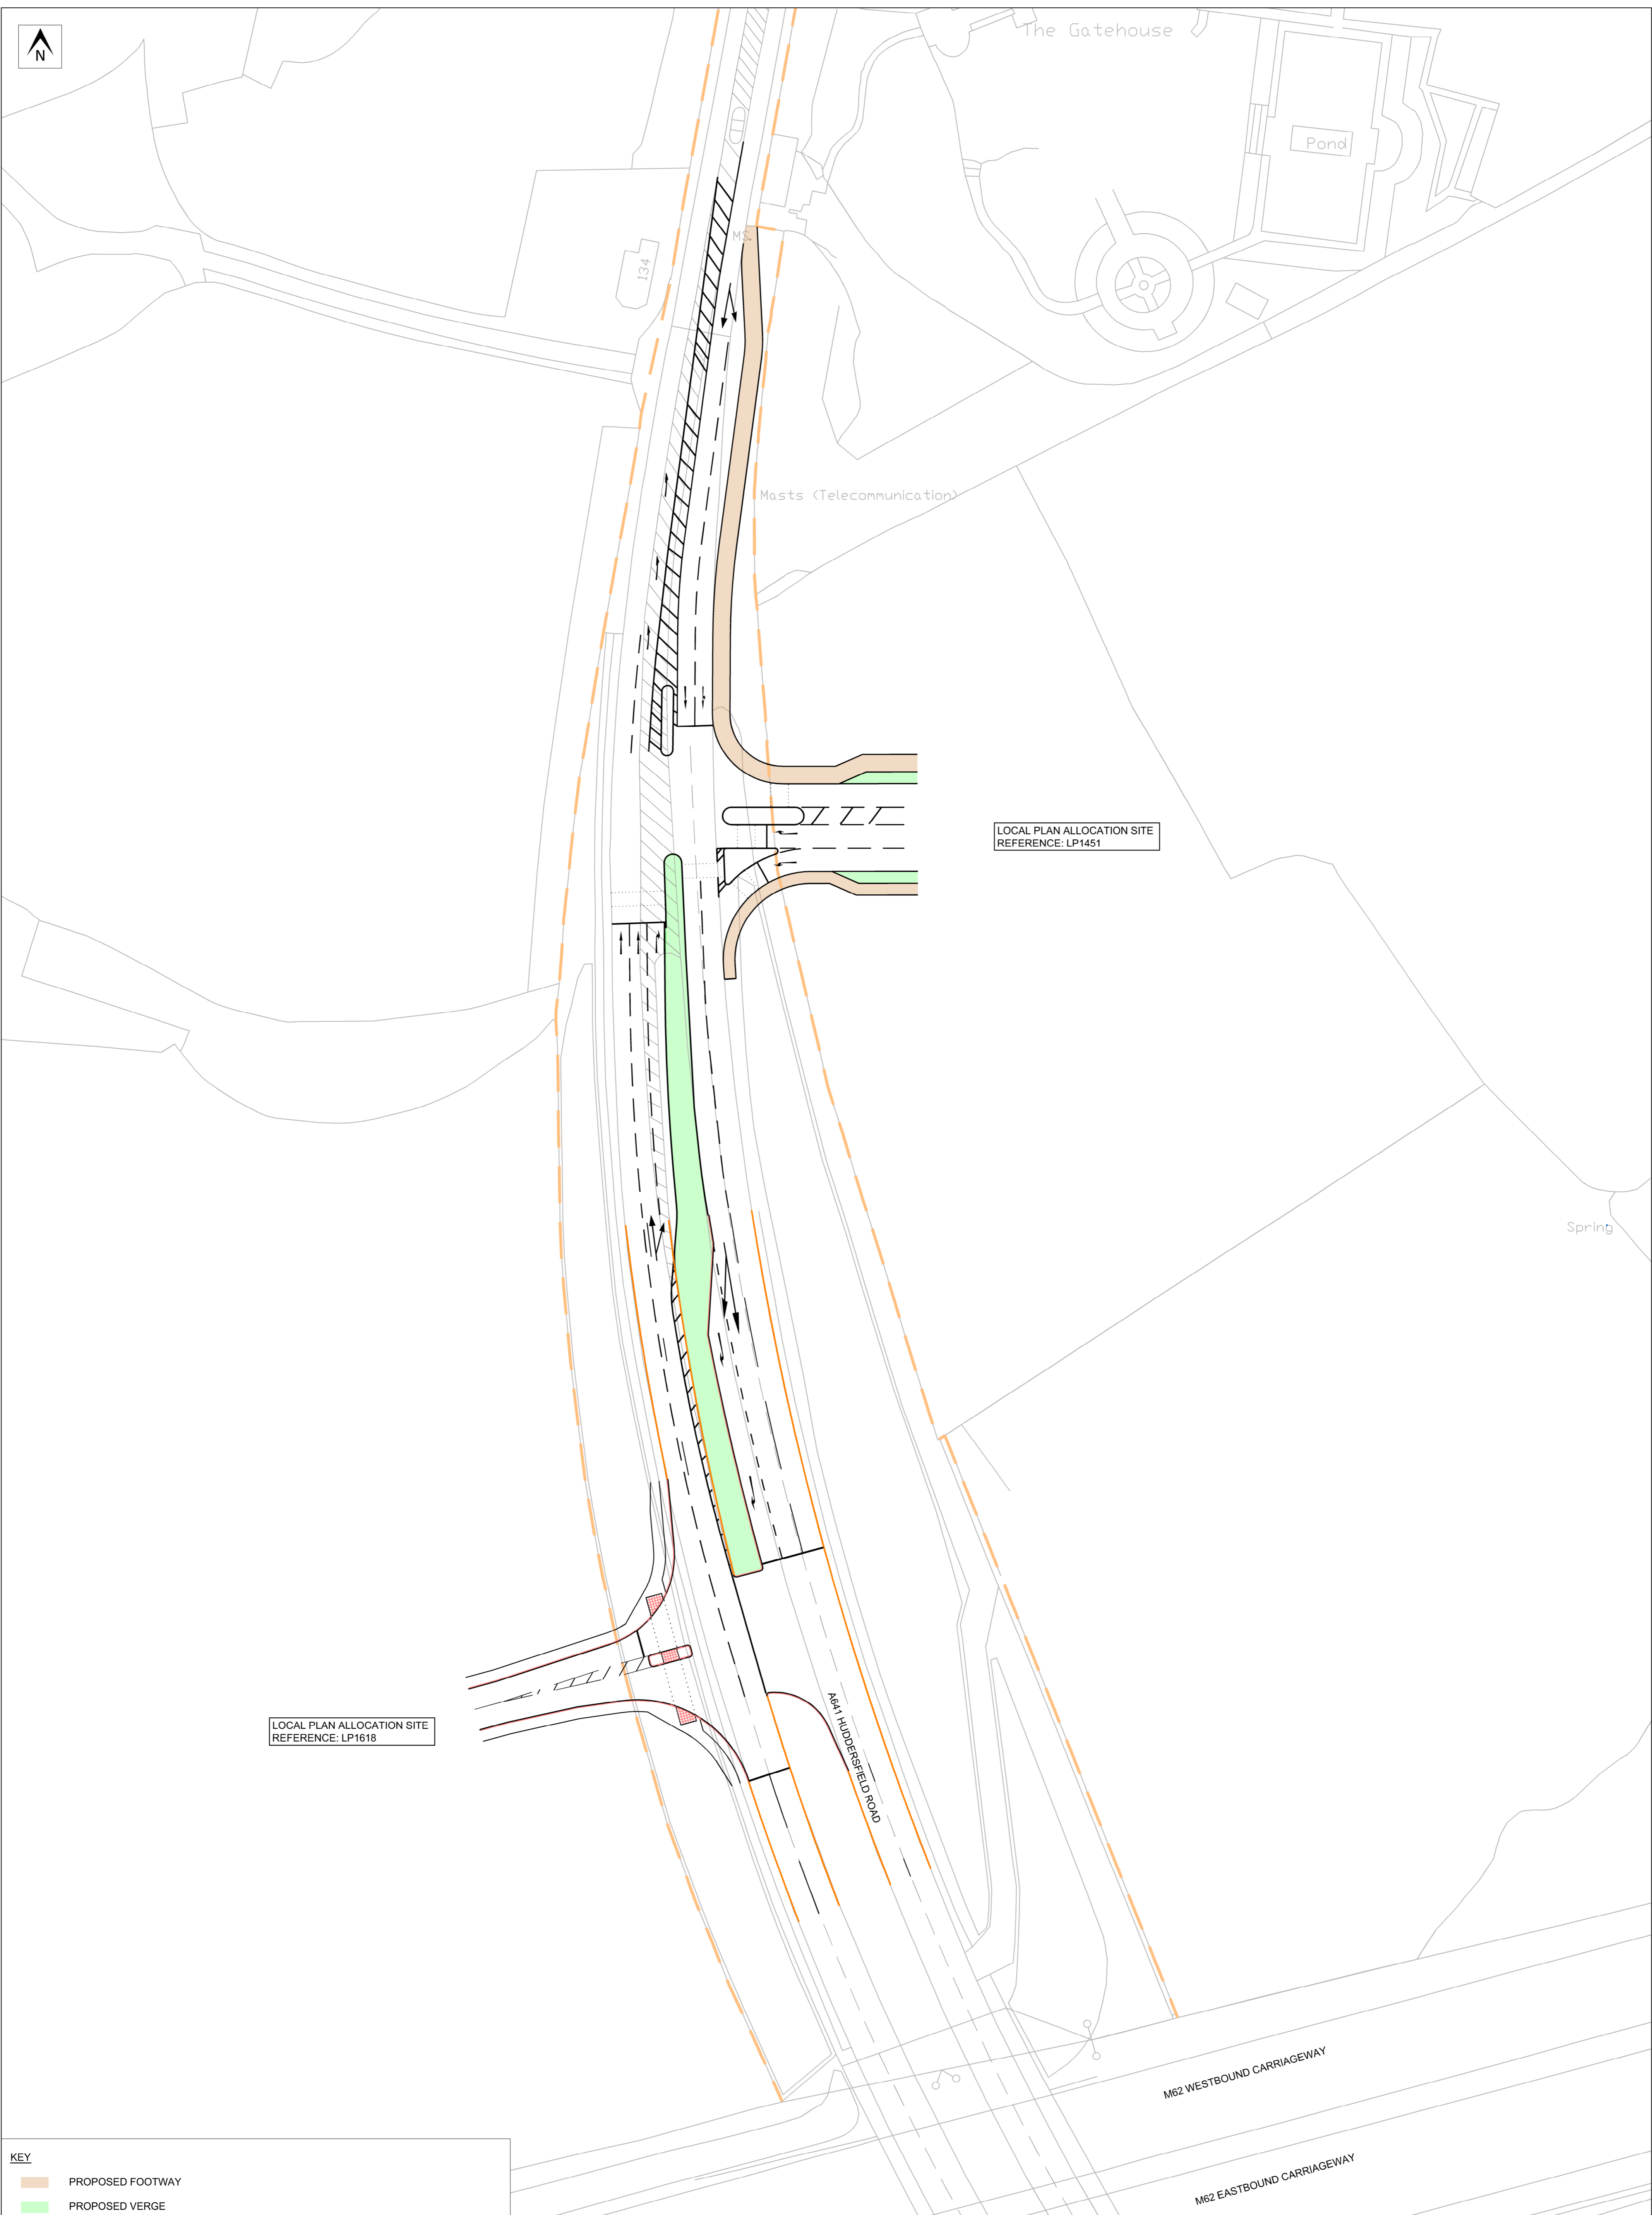 N
The Gatehouse
Pond
MS
134
Masts (Telecommunication)
LOCAL PLAN ALLOCATION SITE
REFERENCE: LP1451
Spring
LOCAL PLAN ALLOCATION SITE
REFERENCE: LP1618
A641 HUDDERSFIELD ROAD
M62 WESTBOUND CARRIAGEWAY
M62 EASTBOUND CARRIAGEWAY
KEY
PROPOSED FOOTWAY
PROPOSED VERGE